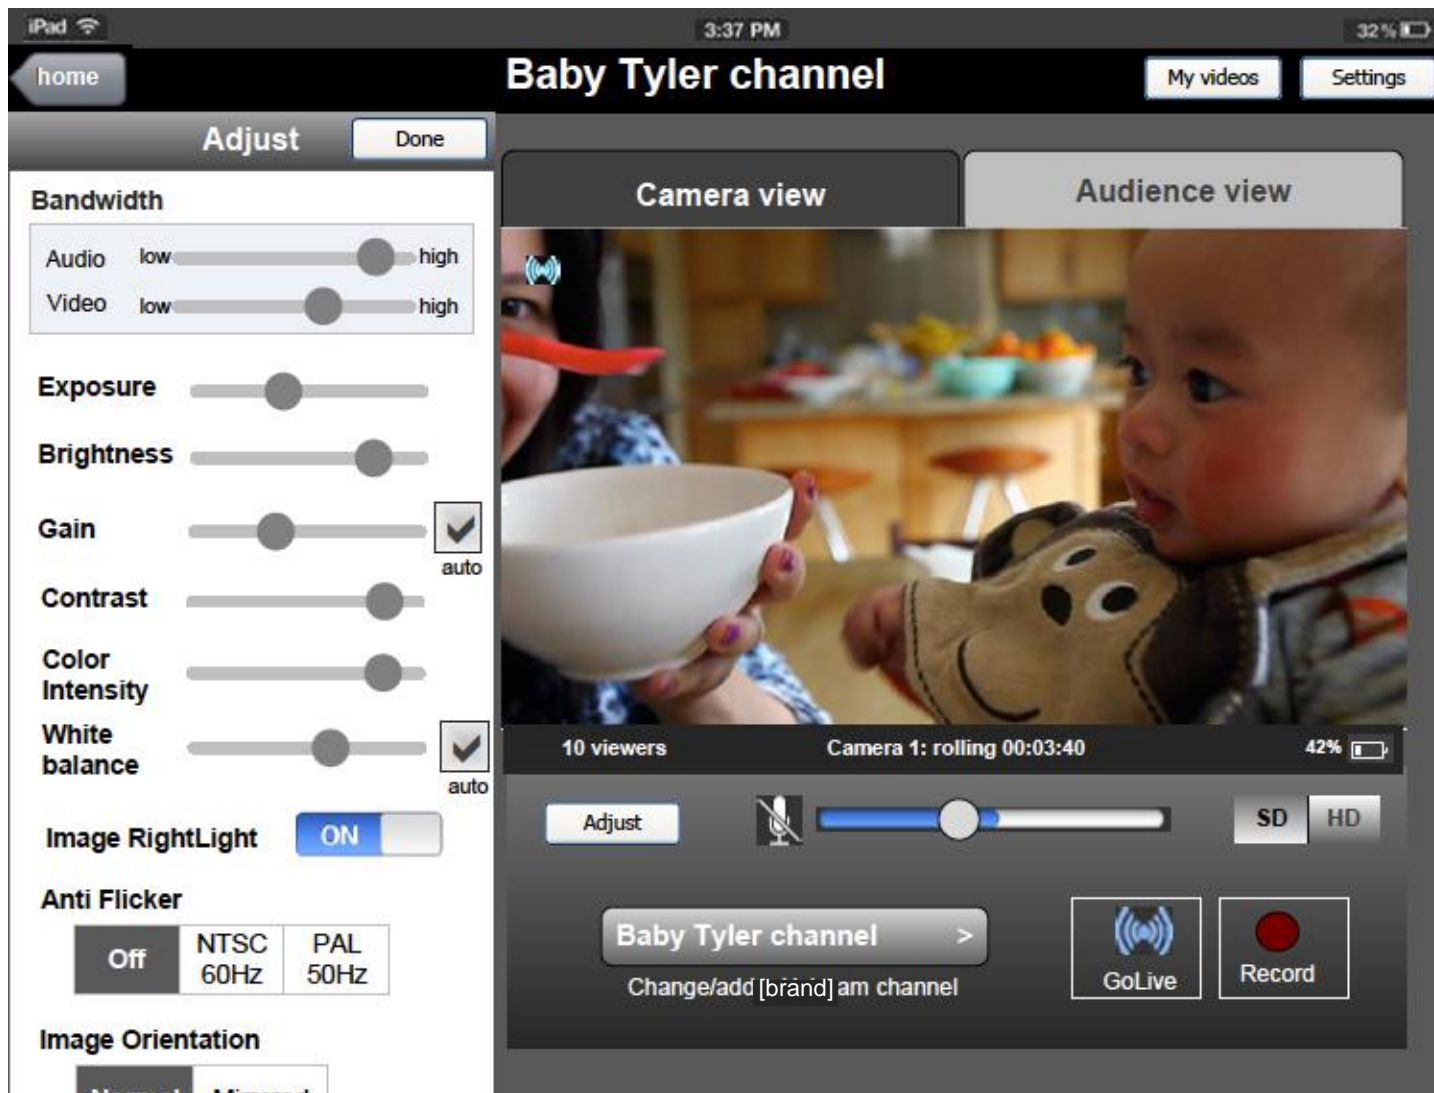 iPad 3:37 PM 32%
home Baby Tyler channel My videos Settings
Adjust Done
Bandwidth
Audio low high
Video low high
Exposure
Brightness
Gain
auto
Contrast
Color
Intensity
White
balance
auto
Image RightLight ON
Anti Flicker
Off
NTSC
60Hz
PAL
50Hz
Image Orientation
Normal Mirrored
Camera view Audience view
10 viewers Camera 1: rolling 00:03:40 42%
Adjust SD HD
Baby Tyler channel >
Change/add [brand] am channel
GoLive Record